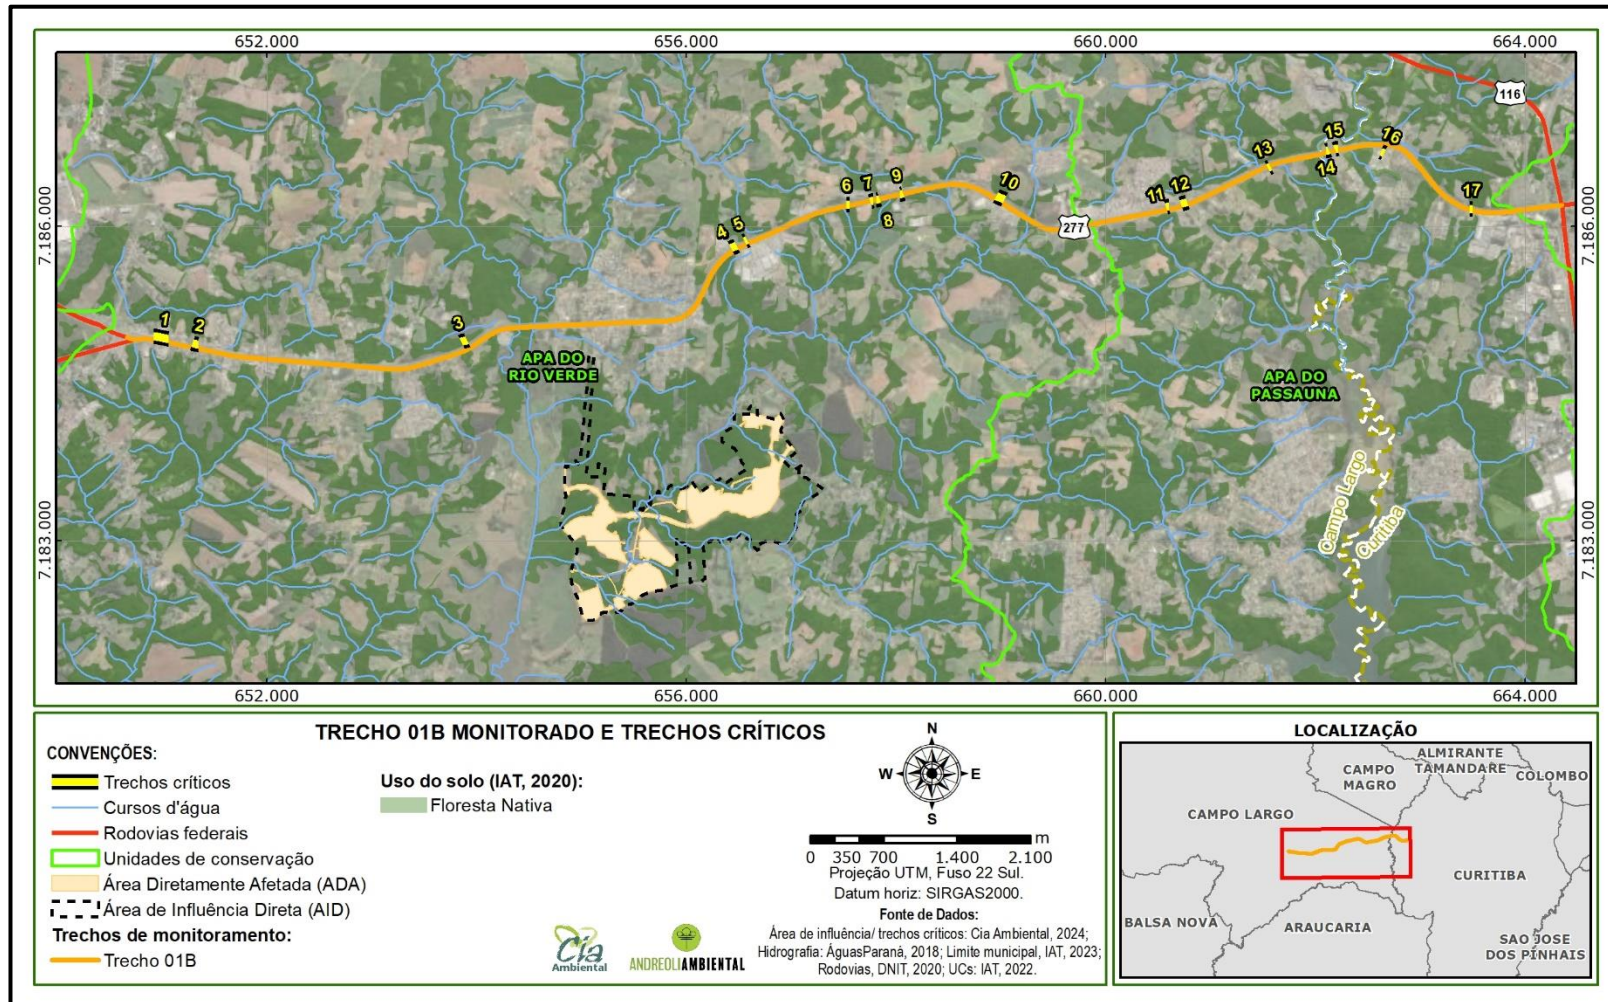 652.000
656.000
660.000
664.000
116
15
16
13
14
9
7
6
8
10
12
11
17
5
4
277
7.186.000
7.186.000
1
2
3
APA DO
RIO VERDE
APA DO
PASSAUNA
Campo Largo
Curitiba
7.183.000
7.183.000
652.000
656.000
660.000
664.000
TRECHO 01B MONITORADO E TRECHOS CRÍTICOS
CONVENÇÕES:
Trechos críticos
Cursos d'água
Rodovias federais
Unidades de conservação
Área Diretamente Afetada (ADA)
Área de Influência Direta (AID)
Trechos de monitoramento:
Trecho 01B
Uso do solo (IAT, 2020):
Floresta Nativa
Cia
Ambiental
ANDREOLIAMBIENTAL
N
W E
S
m
0 350 700 1.400 2.100
Projeção UTM, Fuso 22 Sul.
Datum horiz: SIRGAS2000.
Fonte de Dados:
Área de influência/ trechos críticos: Cia Ambiental, 2024;
Hidrografia: ÁguasParaná, 2018; Limite municipal, IAT, 2023;
Rodovias, DNIT, 2020; UCs: IAT, 2022.
LOCALIZAÇÃO
ALMIRANTE
TAMANDARE
CAMPO
MAGRO
COLOMBO
CAMPO LARGO
CURITIBA
BALSA NOVA
ARAUCARIA
SAO JOSE
DOS PINHAIS